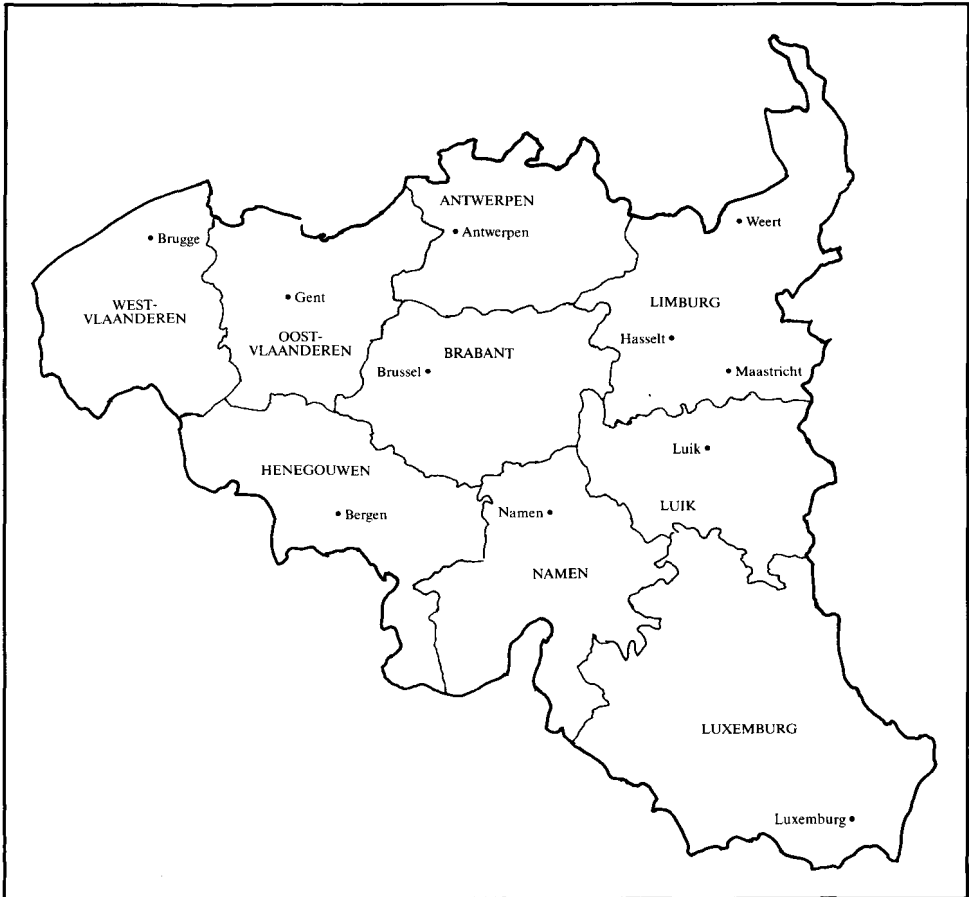 ANTWERPEN
Antwerpen
Weert
Brugge
WEST-
VLAANDEREN
Gent
OOST-
VLAANDEREN
LIMBURG
Hasselt
Maastricht
BRABANT
Brussel
HENEGOUWEN
Bergen
Luik
LUIK
Namen
NAMEN
LUXEMBURG
Luxemburg